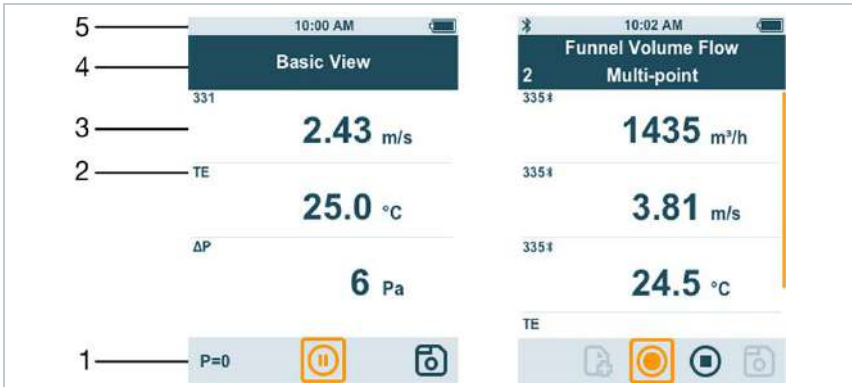 5
10:00 AM
4
Basic View
331
3
2.43 m/s
2
TE
25.0 °C
ΔP
6 Pa
1
P=0
10:02 AM
Funnel Volume Flow
2 Multi-point
335
1435 m³/h
335
3.81 m/s
335
24.5 °C
TE